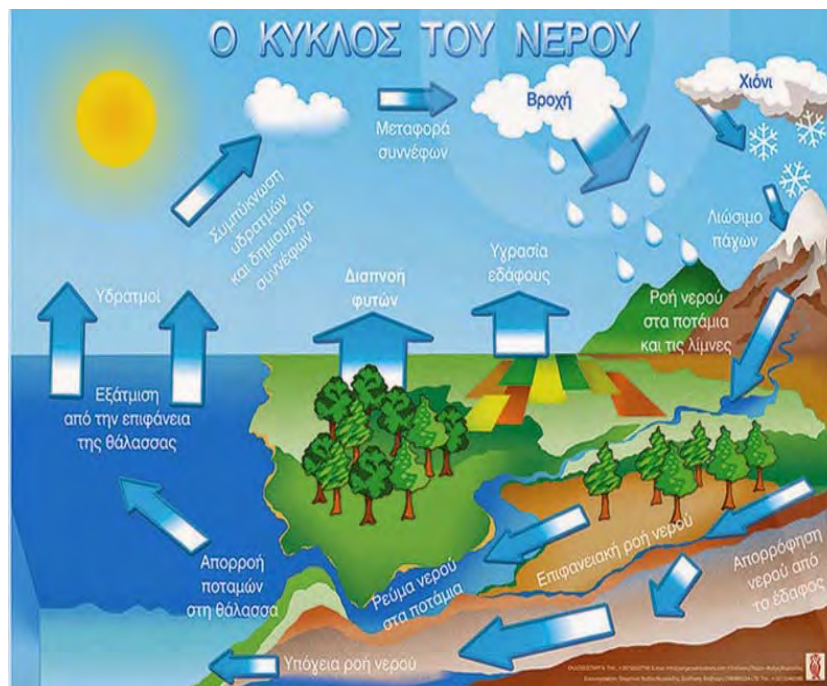 Ο ΚΥΚΛΟΣ ΤΟΥ ΝΕΡΟΥ
Βροχή
Χιόνι
Μεταφορά
συννέφων
Συμπύκνωση
υδρατμών
και δημιουργία
συννέφων
Λιώσιμο
πάγων
Υδρατμοί
Διαπνοή
φυτών
Υγρασία
εδάφους
Ροή νερού
στα ποτάμια
και τις λίμνες
Εξάτμιση
από την επιφάνεια
της θάλασσας
Απορροή
ποταμών
στη θάλασσα
Ρεύμα νερού
στα ποτάμια
Επιφανειακή ροή νερού
Απορρόφηση
νερού από
το έδαφος
Υπόγεια ροή νερού